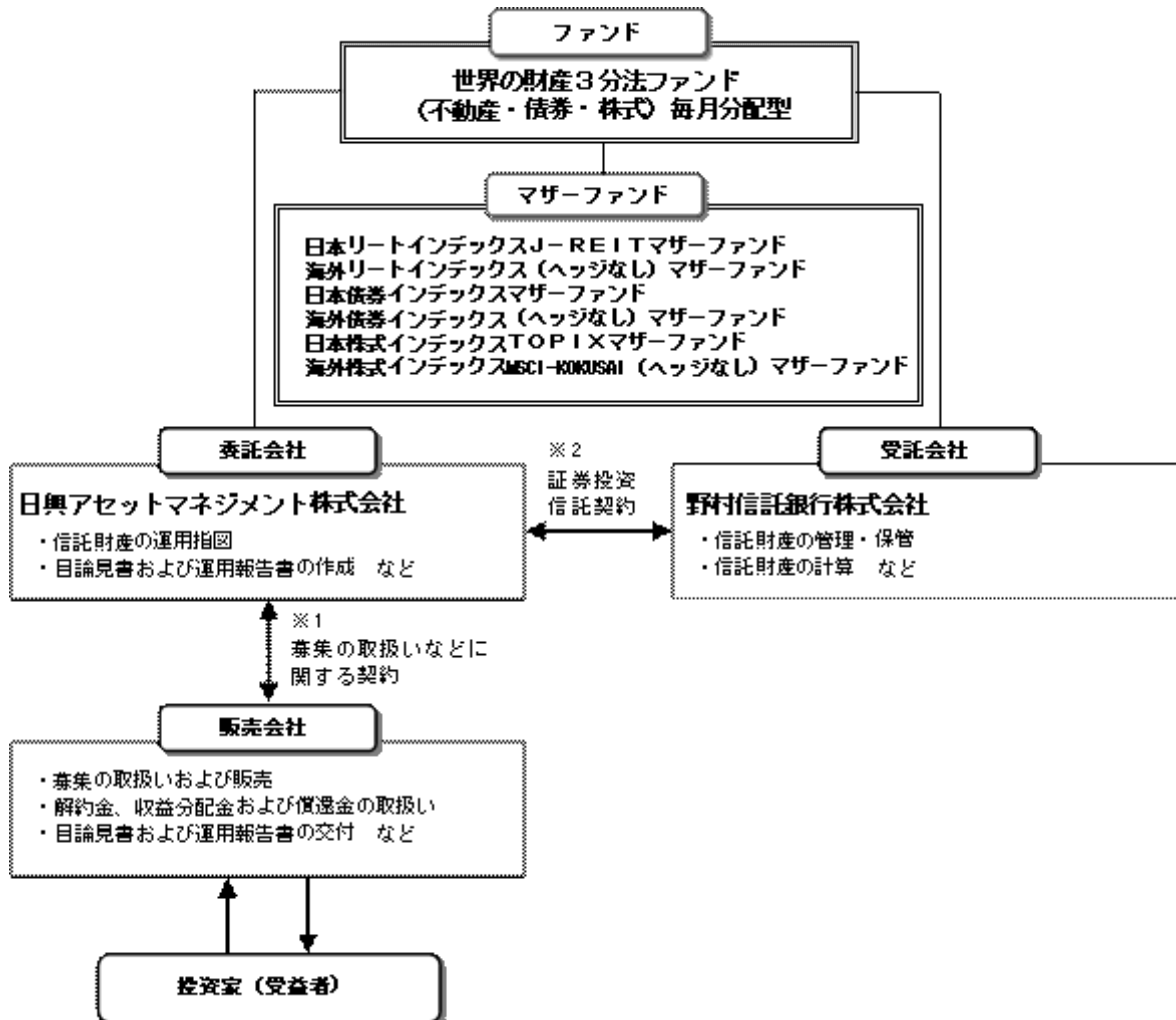 ファンド
世界の財産３分法ファンド
（不動産・債券・株式）毎月分配型
マザーファンド
日本リートインデックスＪ－ＲＥＩＴマザーファンド
海外リートインデックス（ヘッジなし）マザーファンド
日本債券インデックスマザーファンド
海外債券インデックス（ヘッジなし）マザーファンド
日本株式インデックスＴＯＰＩＸマザーファンド
海外株式インデックスMSCI-KOKUSAI（ヘッジなし）マザーファンド
委託会社
日興アセットマネジメント株式会社
・信託財産の運用指図
・目論見書および運用報告書の作成　など
※２
証券投資
信託契約
受託会社
野村信託銀行株式会社
・信託財産の管理・保管
・信託財産の計算　など
※１
募集の取扱いなどに
関する契約
販売会社
・募集の取扱いおよび販売
・解約金、収益分配金および償還金の取扱い
・目論見書および運用報告書の交付　など
投資家（受益者）